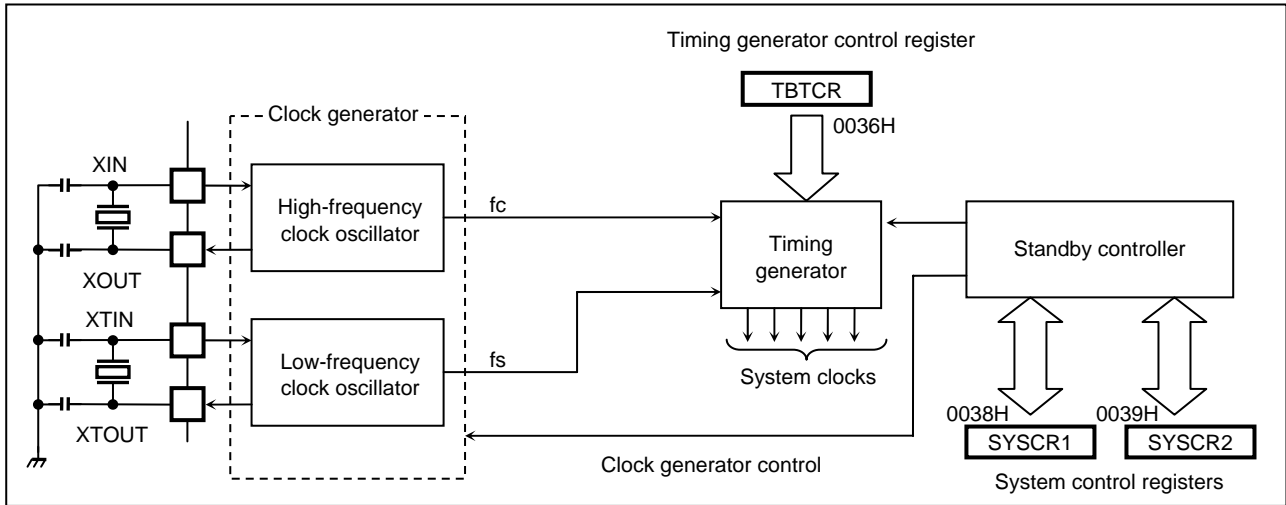 Timing generator control register
TBTCR
0036H
Clock generator
XIN
High-frequency
clock oscillator
fc
XOUT
Timing
generator
Standby controller
XTIN
Low-frequency
clock oscillator
fs
XTOUT
System clocks
0038H
0039H
SYSCR1
SYSCR2
Clock generator control
System control registers